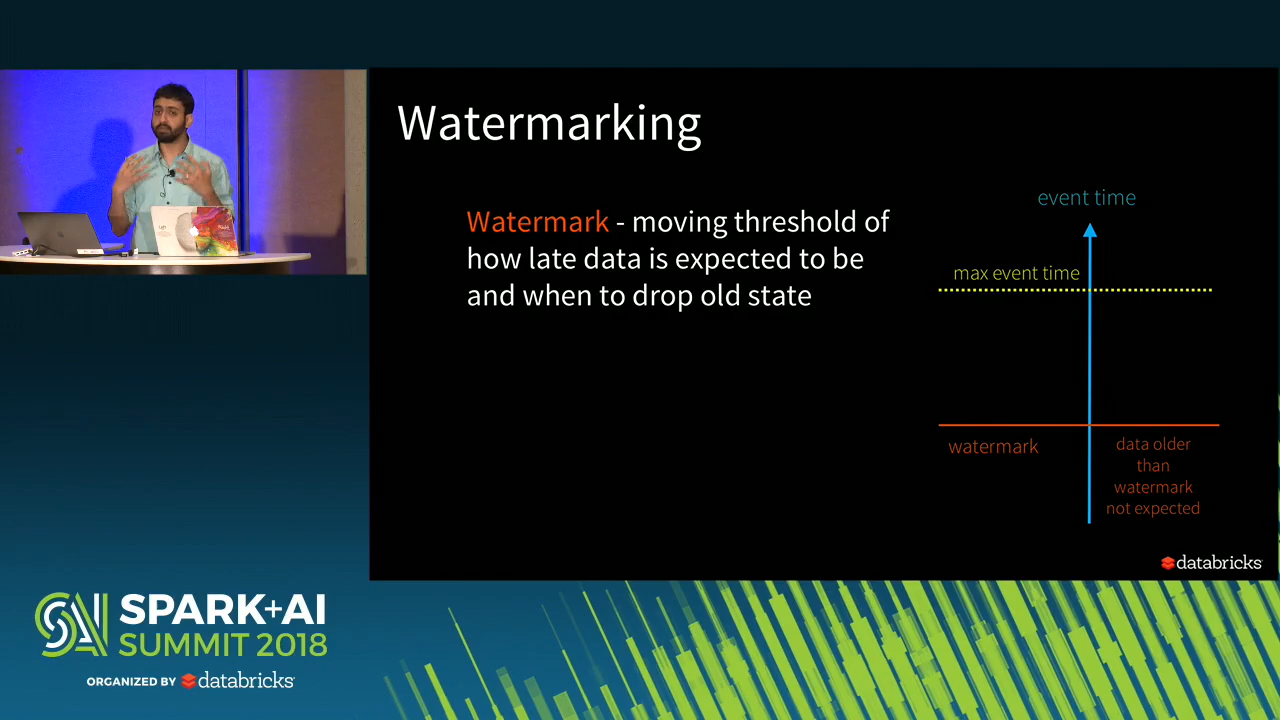 Watermarking
Watermark - moving threshold of
how late data is expected to be
and when to drop old state
event time
max event time
watermark
data older
than
watermark
not expected
databricks
SPARK+AI
SUMMIT 2018
ORGANIZED BY databricks